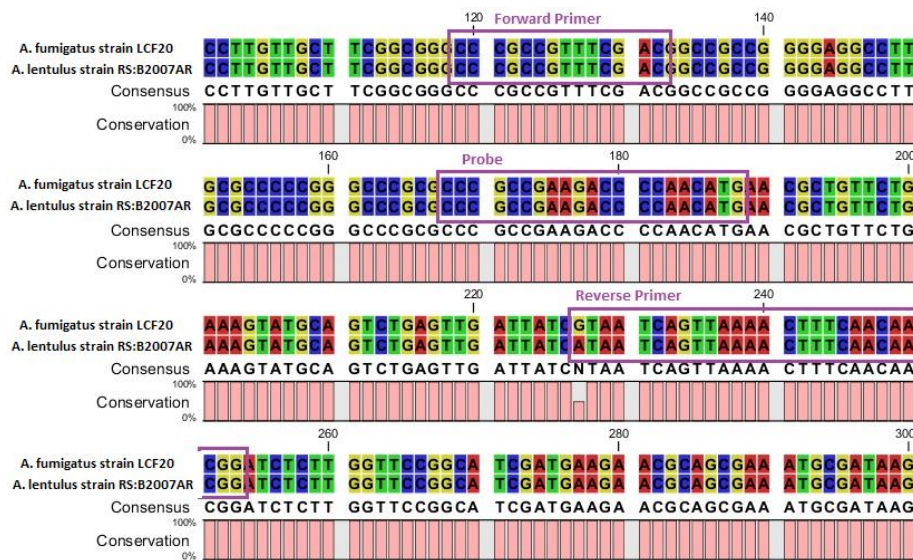 120 Forward Primer 140
A. fumigatus strain LCF20 CCTTGTTGCT TCGGCGGGCC CGCCGTTTCG ACGGCCGCCG GGGAGGCCTT
A. lentulus strain RS:B2007AR CCTTGTTGCT TCGGCGGGCC CGCCGTTTCG ACGGCCGCCG GGGAGGCCTT
Consensus CCTTGTTGCT TCGGCGGGCC CGCCGTTTCG ACGGCCGCCG GGGAGGCCTT
100%
Conservation
0%
160 Probe 180 200
A. fumigatus strain LCF20 GCGCCCCCGG GCCCGCGCCC GCCGAAGACC CCAACATGAA CGCTGTTCTG
A. lentulus strain RS:B2007AR GCGCCCCCGG GCCCGCGCCC GCCGAAGACC CCAACATGAA CGCTGTTCTG
Consensus GCGCCCCCGG GCCCGCGCCC GCCGAAGACC CCAACATGAA CGCTGTTCTG
100%
Conservation
0%
220 Reverse Primer 240
A. fumigatus strain LCF20 AAAGTATGCA GTCTGAGTTG ATTATCGTAA TCAGTTAAAA CTTTCAACAA
A. lentulus strain RS:B2007AR AAAGTATGCA GTCTGAGTTG ATTATCATAA TCAGTTAAAA CTTTCAACAA
Consensus AAAGTATGCA GTCTGAGTTG ATTATCNTAA TCAGTTAAAA CTTTCAACAA
100%
Conservation
0%
260 280 300
A. fumigatus strain LCF20 CGGATCTCTT GGTTCCGGCA TCGATGAAGA ACGCAGCGAA ATGCGATAAG
A. lentulus strain RS:B2007AR CGGATCTCTT GGTTCCGGCA TCGATGAAGA ACGCAGCGAA ATGCGATAAG
Consensus CGGATCTCTT GGTTCCGGCA TCGATGAAGA ACGCAGCGAA ATGCGATAAG
100%
Conservation
0%